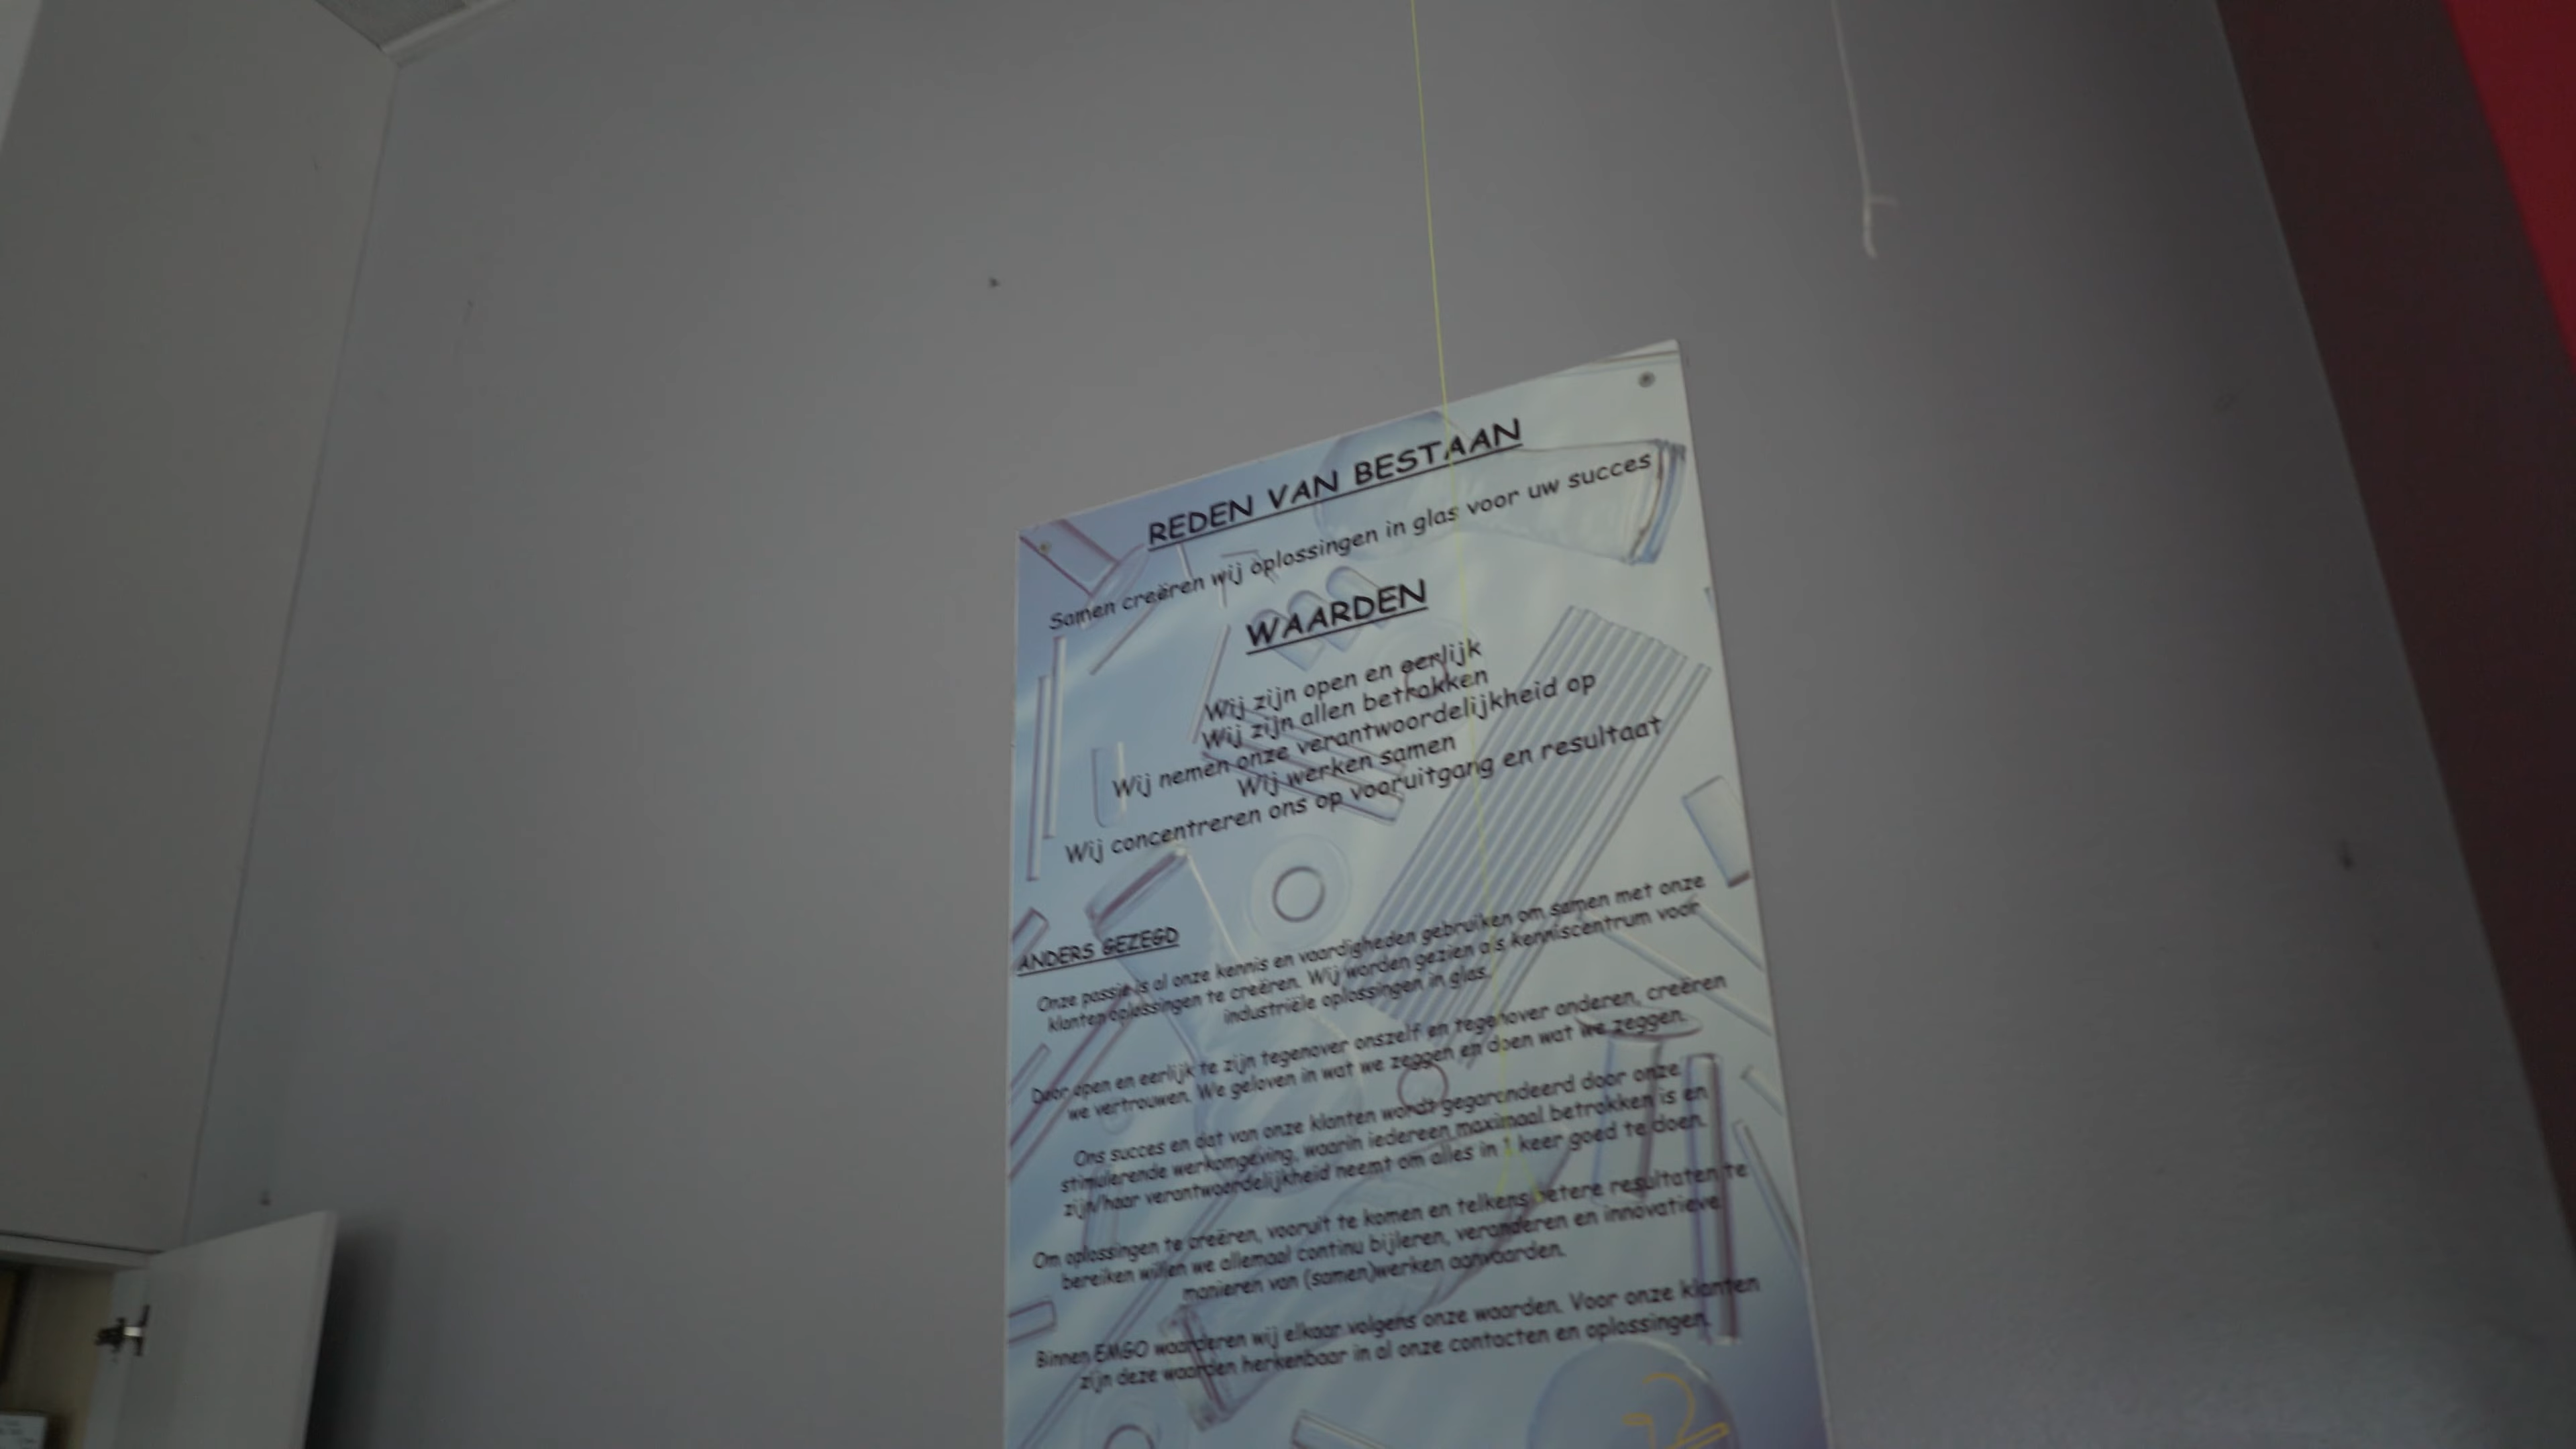 REDEN VAN BESTAAN
Samen creëren wij oplossingen in glas voor uw succes
WAARDEN
Wij zijn open en eerlijk
Wij zijn allen betrokken
Wij nemen onze verantwoordelijkheid op
Wij werken samen
Wij concentreren ons op vooruitgang en resultaat
ANDERS GEZEGD
Onze passie is al onze kennis en vaardigheden gebruiken om samen met onze
klanten oplossingen te creëren. Wij worden gezien als kenniscentrum voor
industriële oplossingen in glas.
Door open en eerlijk te zijn tegenover onszelf en tegenover anderen, creëren
we vertrouwen. We geloven in wat we zeggen en doen wat we zeggen.
Ons succes en dat van onze klanten wordt gegarandeerd door onze
stimulerende werkomgeving, waarin iedereen maximaal betrokken is en
zijn/haar verantwoordelijkheid neemt om alles in 1 keer goed te doen.
Om oplossingen te creëren, vooruit te komen en telkens betere resultaten te
bereiken willen we allemaal continu bijleren, veranderen en innovatieve
manieren van (samen)werken aanvaarden.
Binnen EMGO waarderen wij elkaar volgens onze waarden. Voor onze klanten
zijn deze waarden herkenbaar in al onze contacten en oplossingen.